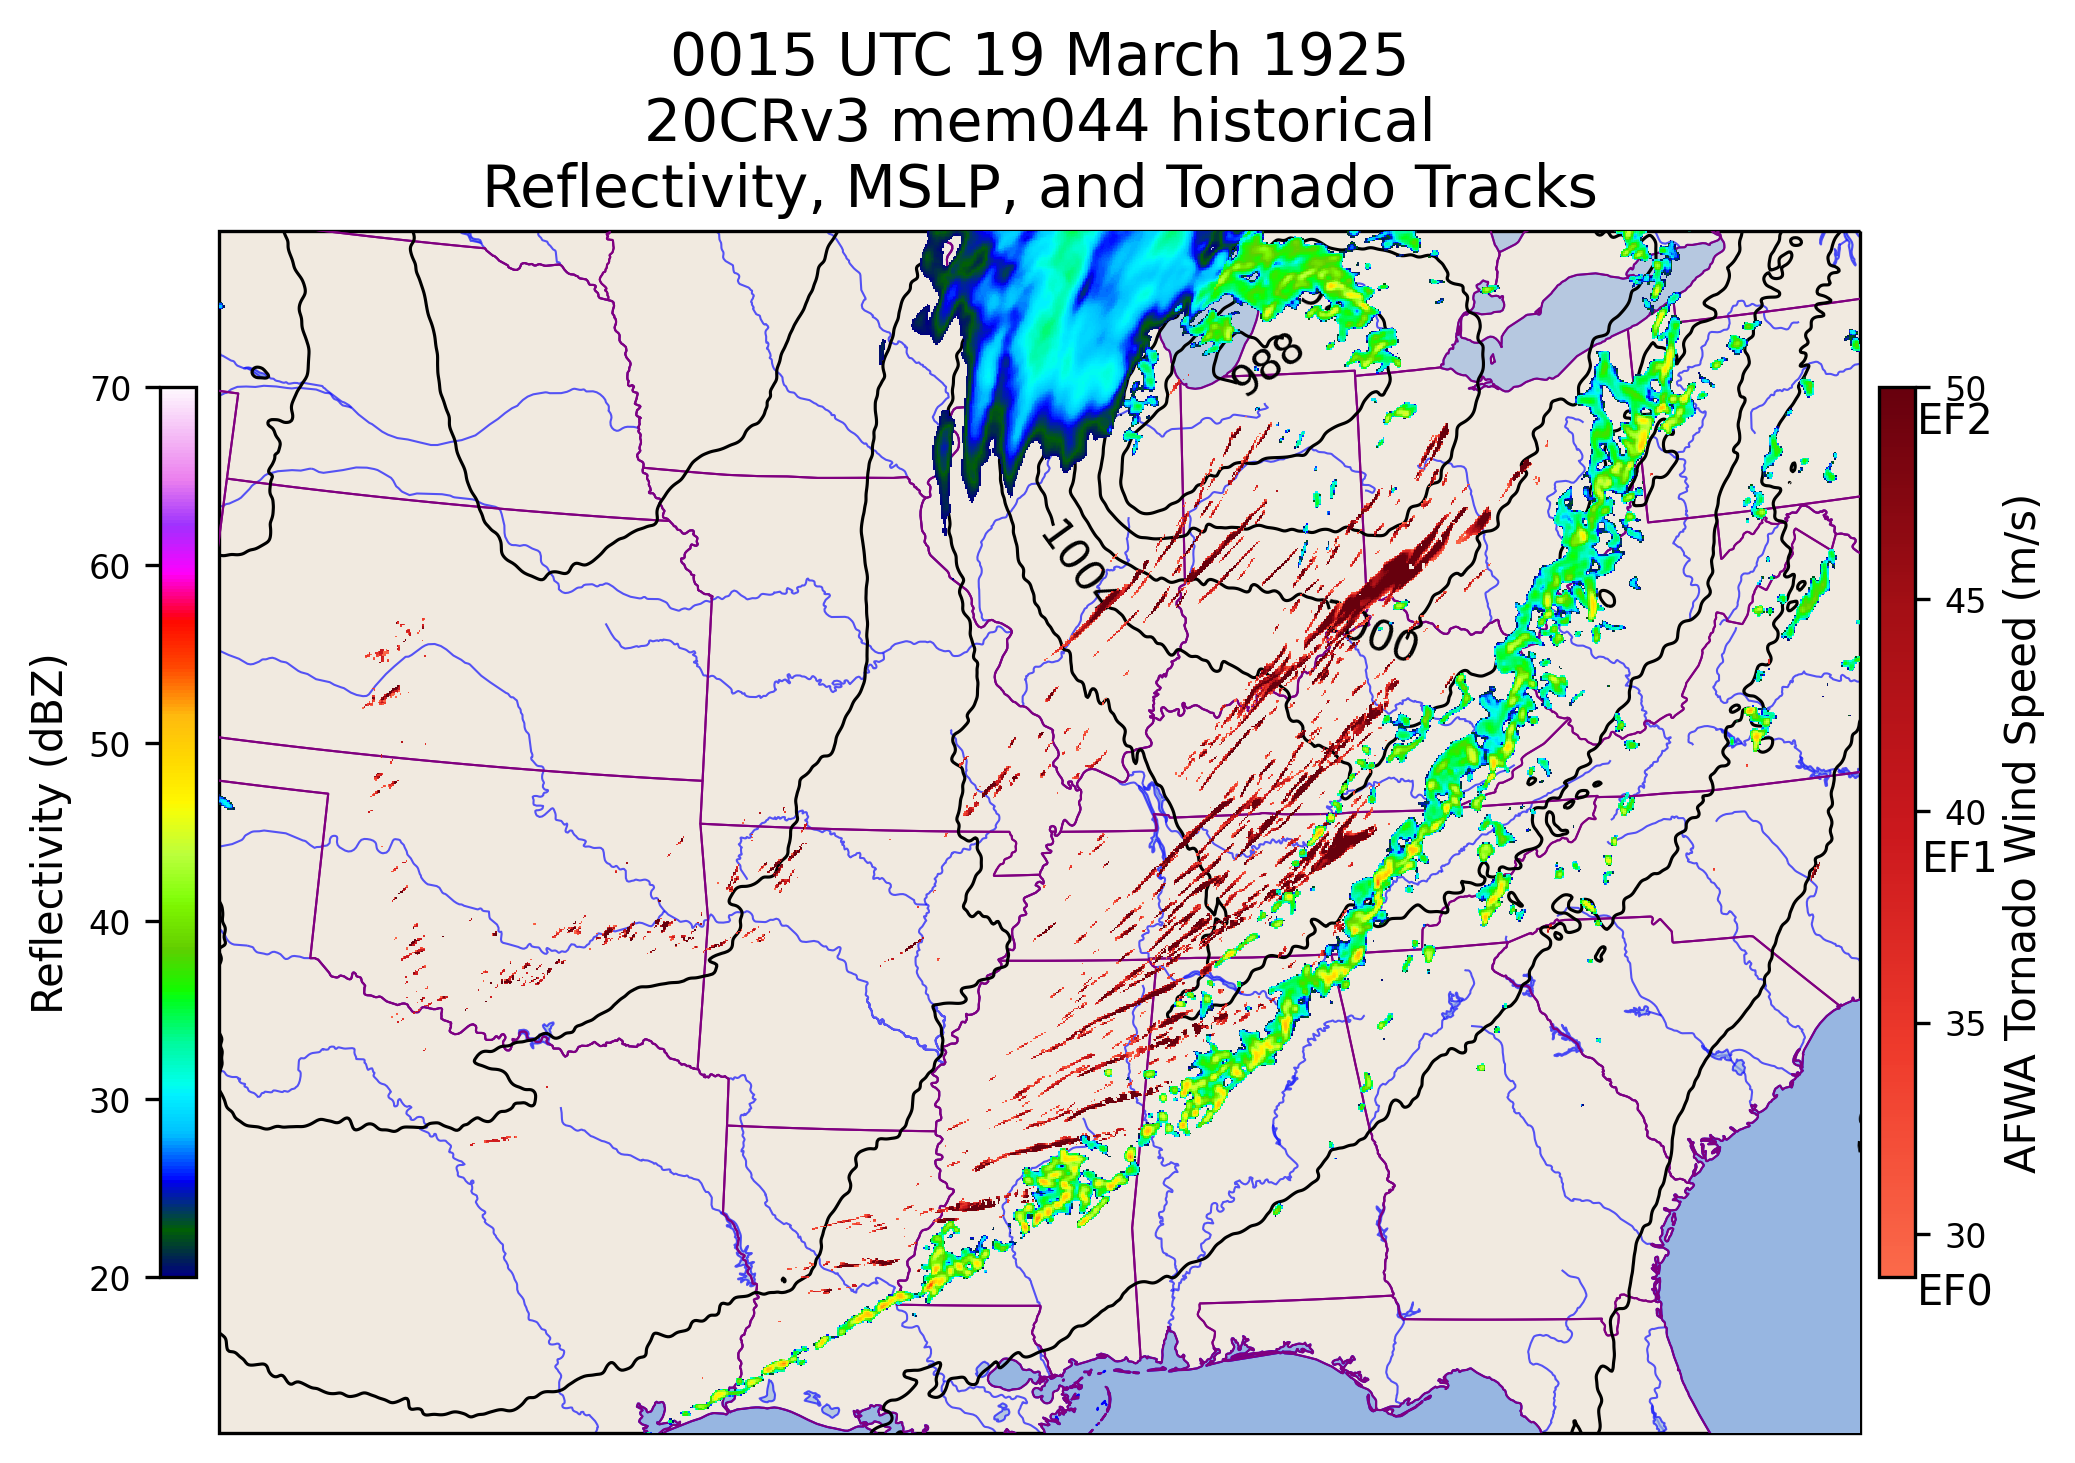 0015 UTC 19 March 1925
20CRv3 mem044 historical
Reflectivity, MSLP, and Tornado Tracks
988
1004
Reflectivity (dBZ)
70
60
50
40
30
20
50
EF2
45
40
EF1
35
30
EF0
AFWA Tornado Wind Speed (m/s)